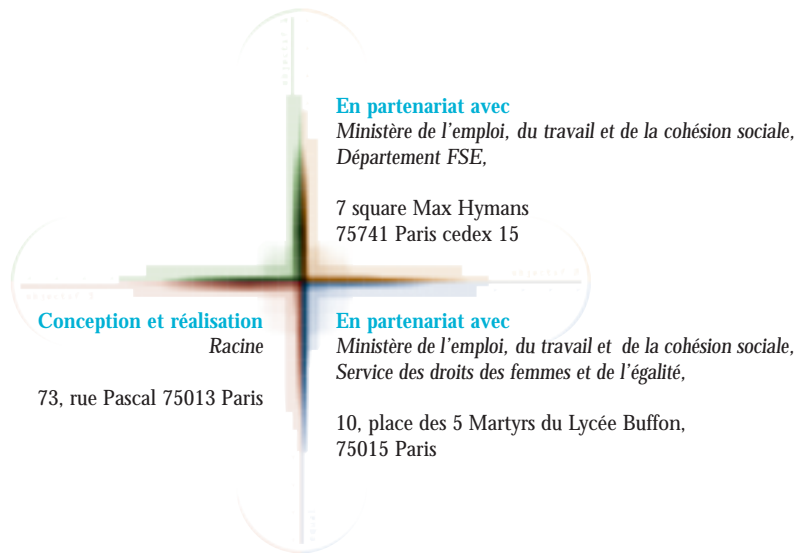 En partenariat avec
Ministère de l'emploi, du travail et de la cohésion sociale,
Département FSE,
7 square Max Hymans
75741 Paris cedex 15
Conception et réalisation
Racine
73, rue Pascal 75013 Paris
En partenariat avec
Ministère de l'emploi, du travail et de la cohésion sociale,
Service des droits des femmes et de l'égalité,
10, place des 5 Martyrs du Lycée Buffon,
75015 Paris